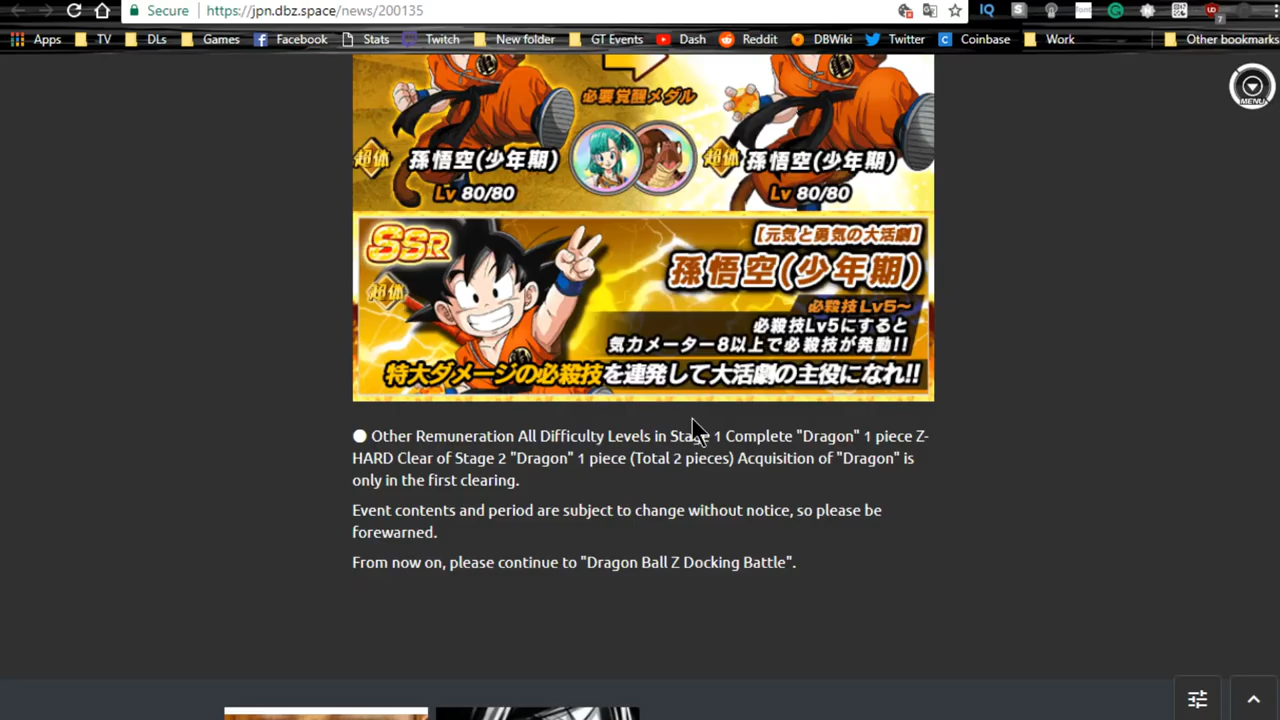 Secure https://jpn.dbz.space/news/200135
Apps TV DLs Games Facebook Stats Twitch New folder GT Events Dash Reddit DBWiki Twitter Coinbase Work Other bookmarks
MENU
必要覚醒メダル
超体 孫悟空(少年期) 超体 孫悟空(少年期)
Lv 80/80 Lv 80/80
SSR
【元気と勇気の大活劇】
孫悟空(少年期)
超体
必殺技Lv5～
必殺技Lv5にすると
気力メーター8以上で必殺技が発動!!
特大ダメージの必殺技を連発して大活劇の主役になれ!!
Other Remuneration All Difficulty Levels in Stage 1 Complete "Dragon" 1 piece Z-
HARD Clear of Stage 2 "Dragon" 1 piece (Total 2 pieces) Acquisition of "Dragon" is
only in the first clearing.
Event contents and period are subject to change without notice, so please be
forewarned.
From now on, please continue to "Dragon Ball Z Docking Battle".